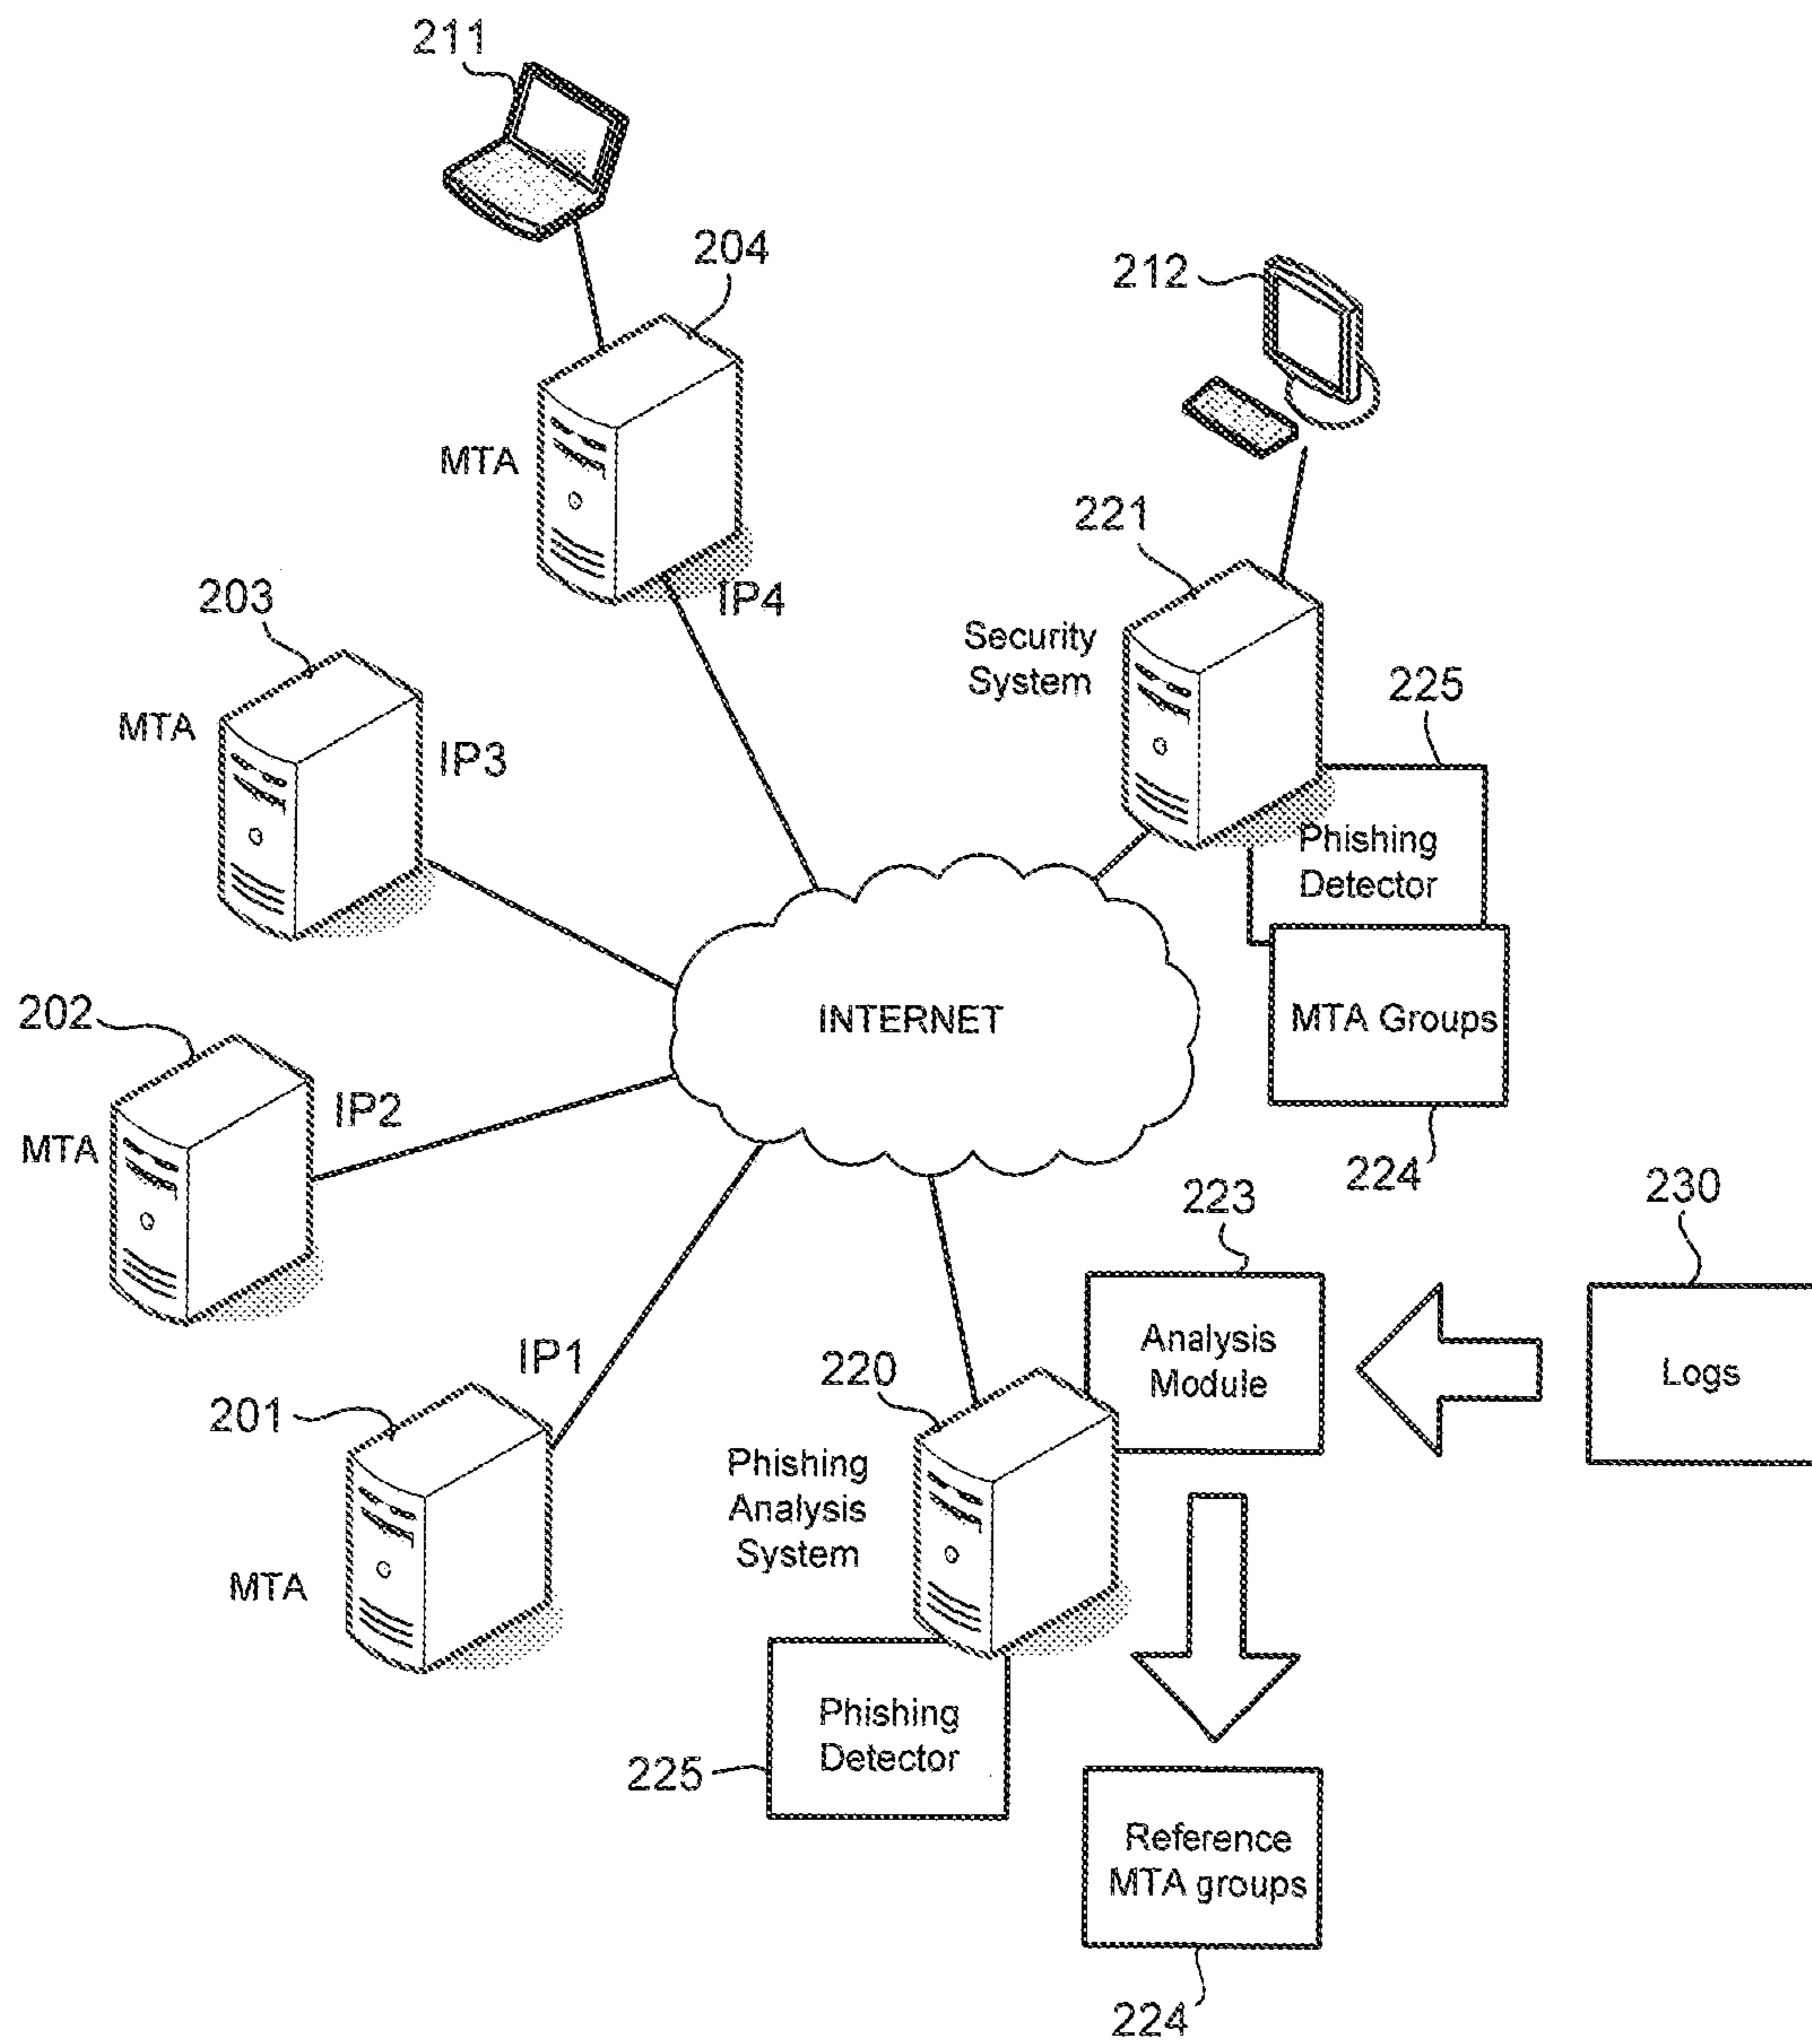 211
204
212
MTA
221
203
IP4
Security
System
225
MTA
IP3
Phishing
Detector
202
INTERNET
MTA Groups
IP2
MTA
224
223
230
IP1
Analysis
Module
220
Logs
201
Phishing
Analysis
System
MTA
Phishing
Detector
225
Reference
MTA groups
224